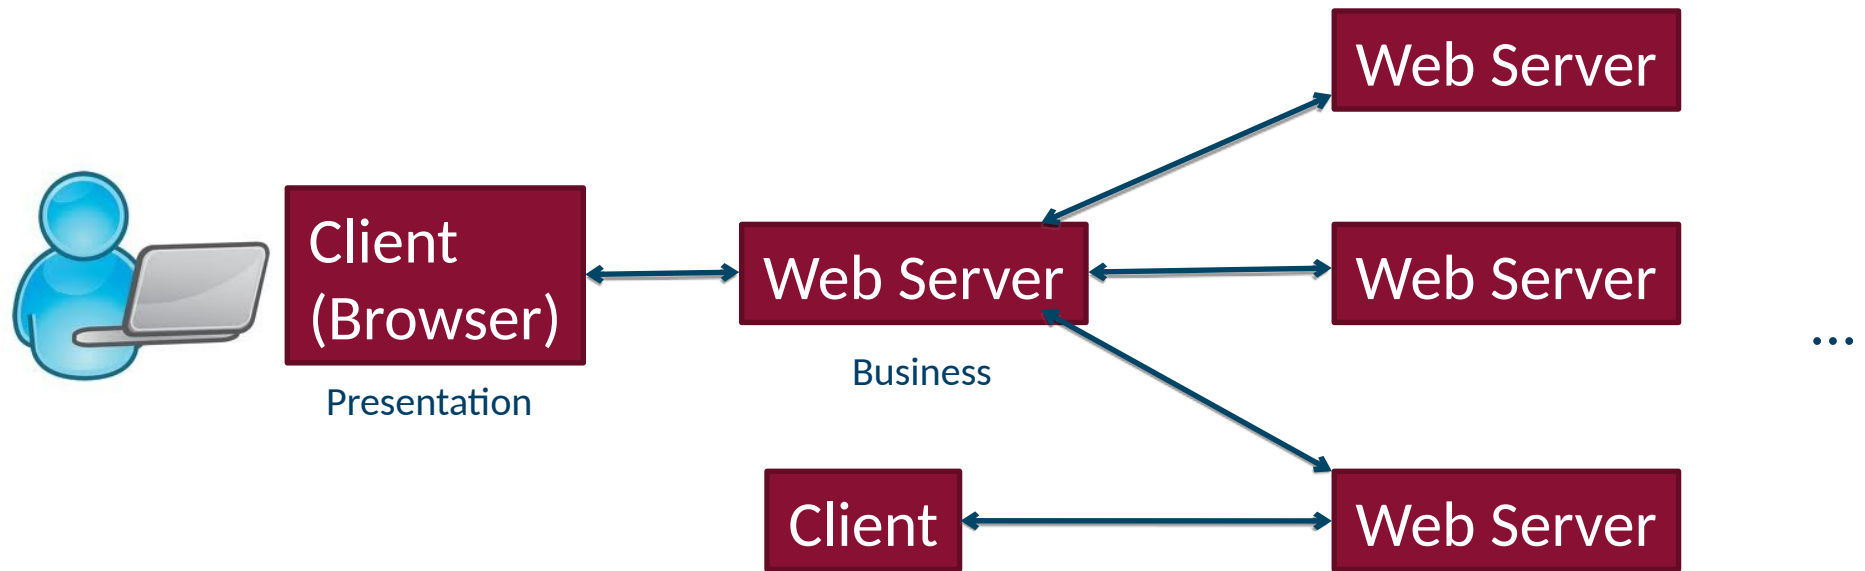 Web Server
Client
(Browser)
Web Server
Web Server
Business
Presentation
...
Client
Web Server